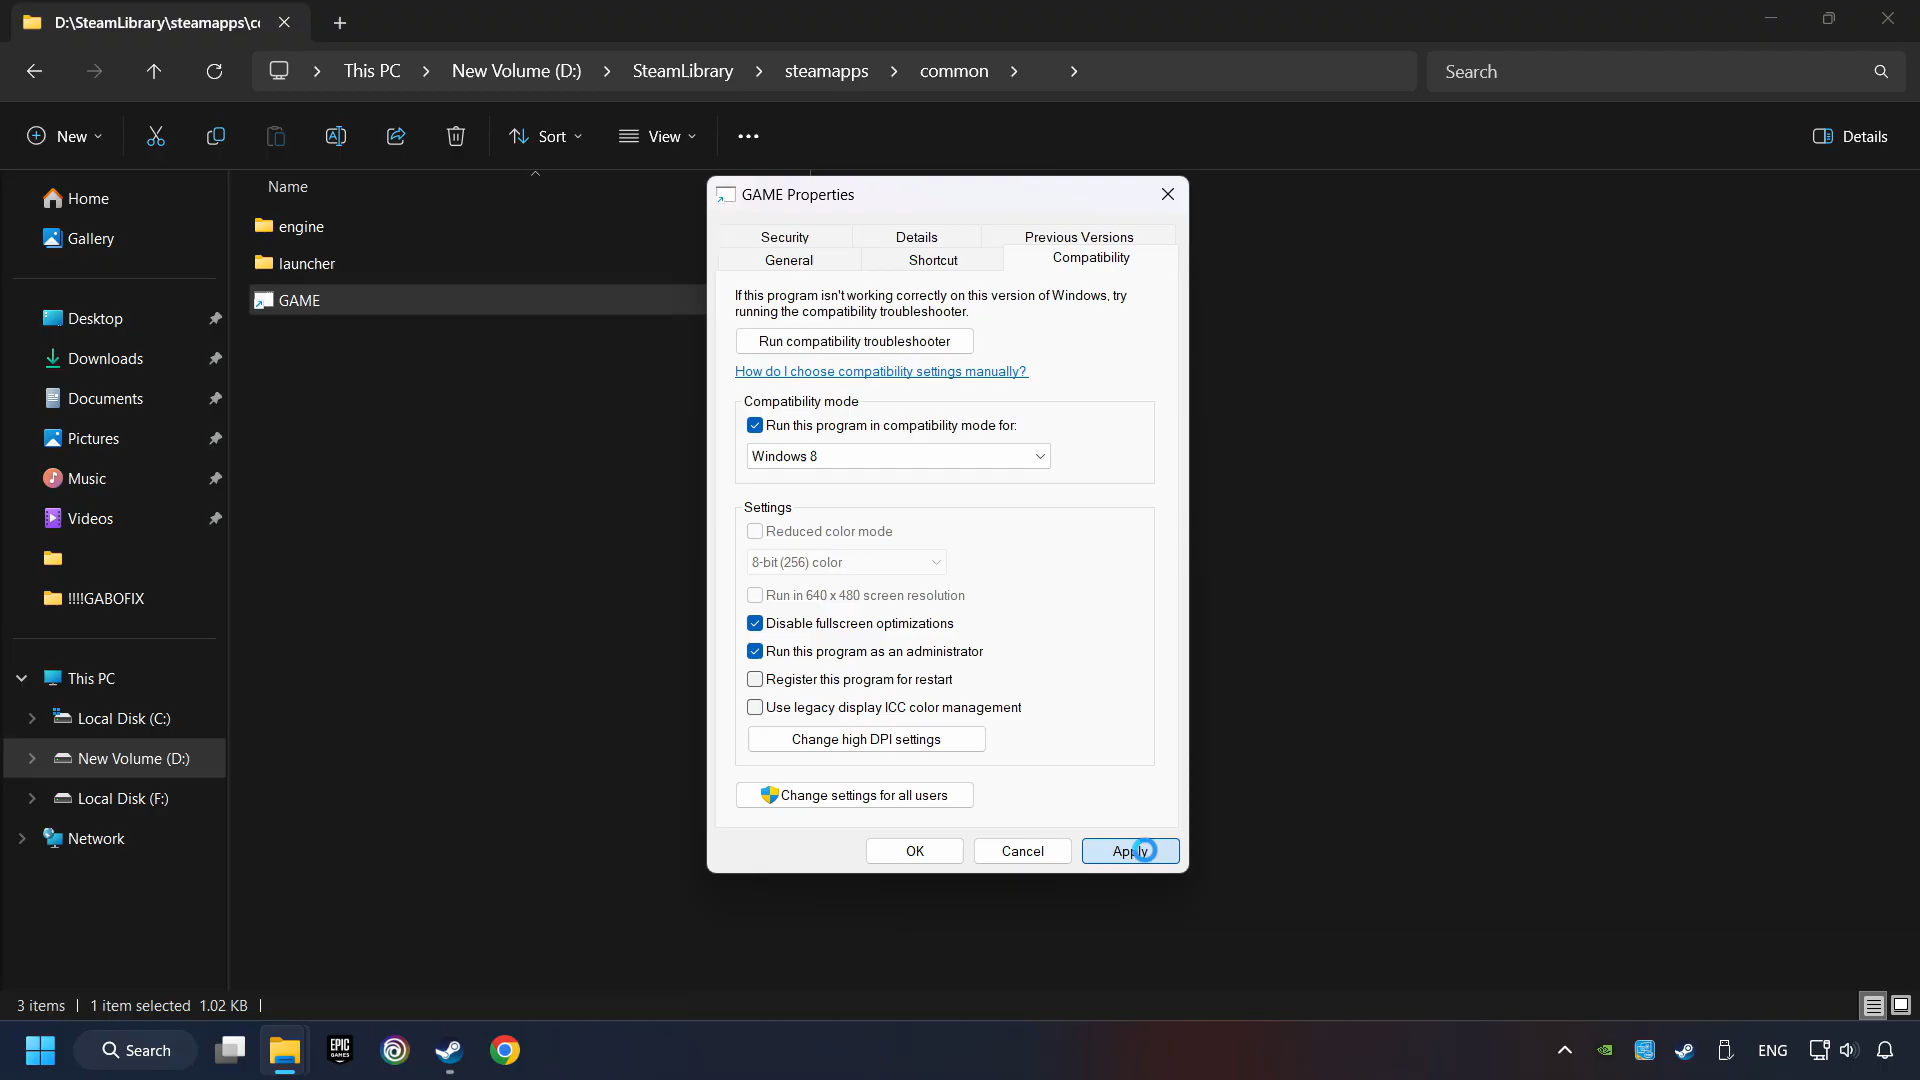 D:\SteamLibrary\steamapps\cc
This PC
New Volume (D:)
SteamLibrary
steamapps
common
Search
New
Sort
View
Details
Home
Gallery
Desktop
Downloads
Documents
Pictures
Music
Videos
!!!!GABOFIX
This PC
Local Disk (C:)
New Volume (D:)
Local Disk (F:)
Network
Name
engine
launcher
GAME
GAME Properties
Security
Details
Previous Versions
General
Shortcut
Compatibility
If this program isn't working correctly on this version of Windows, try
running the compatibility troubleshooter.
Run compatibility troubleshooter
How do I choose compatibility settings manually?
Compatibility mode
Run this program in compatibility mode for:
Windows 8
Settings
Reduced color mode
8-bit (256) color
Run in 640 x 480 screen resolution
Disable fullscreen optimizations
Run this program as an administrator
Register this program for restart
Use legacy display ICC color management
Change high DPI settings
Change settings for all users
OK
Cancel
Apply
3 items
1 item selected 1.02 KB
Search
EPIC
GAMES
ENG